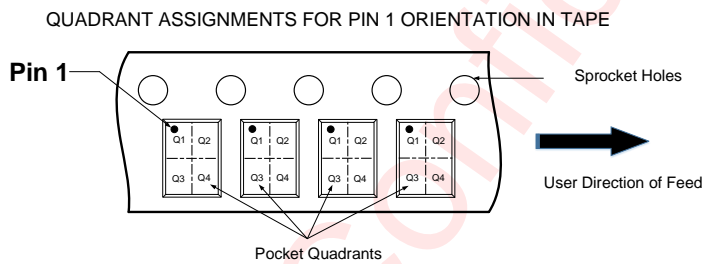 QUADRANT ASSIGNMENTS FOR PIN 1 ORIENTATION IN TAPE
Pin 1
Sprocket Holes
Q1 Q2 Q1 Q2 Q1 Q2 Q1 Q2
Q3 Q4 Q3 Q4 Q3 Q4 Q3 Q4
User Direction of Feed
Pocket Quadrants